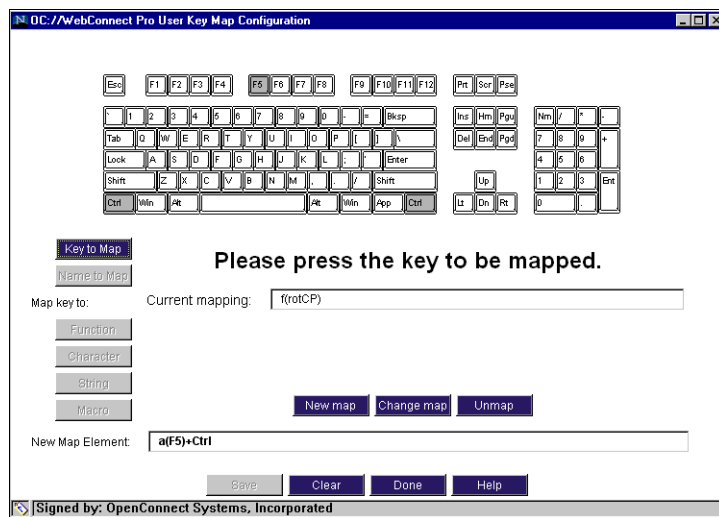 OC://WebConnect Pro User Key Map Configuration
Esc F1 F2 F3 F4 F5 F6 F7 F8 F9 F10 F11 F12 Prt Scr Pse
` 1 2 3 4 5 6 7 8 9 0 - = Bksp Ins Hm Pgu Nm / * -
Tab Q W E R T Y U I O P [ ] \ Del End Pgd 7 8 9 +
Lock A S D F G H J K L ; ' Enter 4 5 6
Shift Z X C V B N M , . / Shift Up 1 2 3 Ent
Ctrl Win Alt Alt Win App Ctrl Lt Dn Rt 0 .
Key to Map
Please press the key to be mapped.
Name to Map
Map key to:
Current mapping: f(rotCP)
Function
Character
String
Macro
New map Change map Unmap
New Map Element: a(F5)+Ctrl
Save Clear Done Help
Signed by: OpenConnect Systems, Incorporated